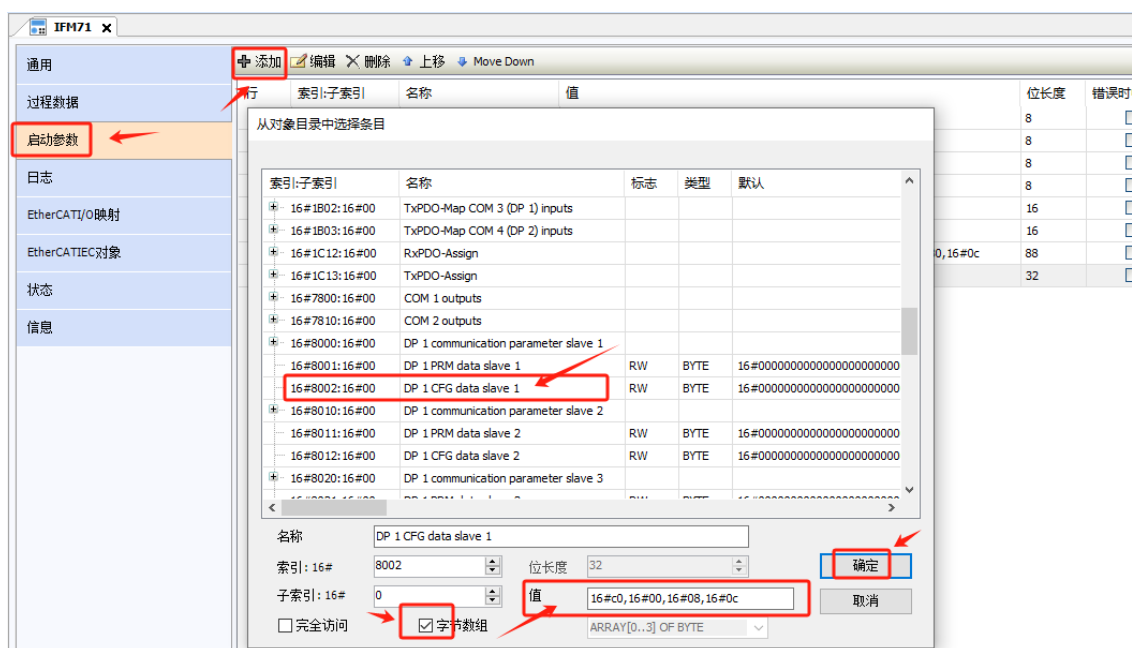 IFM71
通用
添加 编辑 删除 上移 Move Down
过程数据
行 索引:子索引 名称 值 位长度 错误时
启动参数
从对象目录中选择条目
8
8
8
8
16
16
0,16#0c 88
32
日志
EtherCATI/O映射
EtherCATIEC对象
状态
信息
索引:子索引 名称 标志 类型 默认
16#1B02:16#00 TxPDO-Map COM 3 (DP 1) inputs
16#1B03:16#00 TxPDO-Map COM 4 (DP 2) inputs
16#1C12:16#00 RxPDO-Assign
16#1C13:16#00 TxPDO-Assign
16#7800:16#00 COM 1 outputs
16#7810:16#00 COM 2 outputs
16#8000:16#00 DP 1 communication parameter slave 1
16#8001:16#00 DP 1 PRM data slave 1 RW BYTE 16#0000000000000000000000
16#8002:16#00 DP 1 CFG data slave 1 RW BYTE 16#0000000000000000000000
16#8010:16#00 DP 1 communication parameter slave 2
16#8011:16#00 DP 1 PRM data slave 2 RW BYTE 16#0000000000000000000000
16#8012:16#00 DP 1 CFG data slave 2 RW BYTE 16#0000000000000000000000
16#8020:16#00 DP 1 communication parameter slave 3
名称 DP 1 CFG data slave 1
索引: 16# 8002 位长度 32 确定
子索引: 16# 0 值 16#c0,16#00,16#08,16#0c 取消
完全访问 字节数组 ARRAY[0..3] OF BYTE